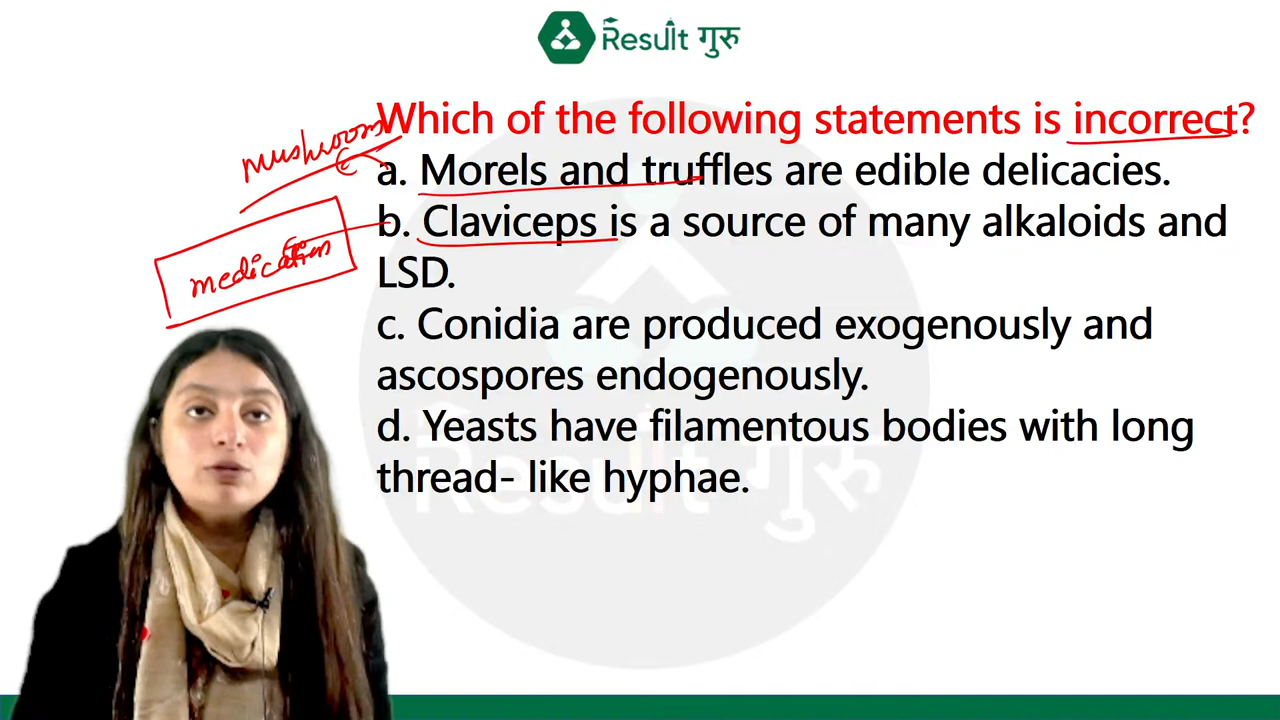 Result गुरु
Which of the following statements is incorrect?
mushrooms
a. Morels and truffles are edible delicacies.
b. Claviceps is a source of many alkaloids and
medication
LSD.
c. Conidia are produced exogenously and
ascospores endogenously.
d. Yeasts have filamentous bodies with long
thread- like hyphae.
Result गुरु